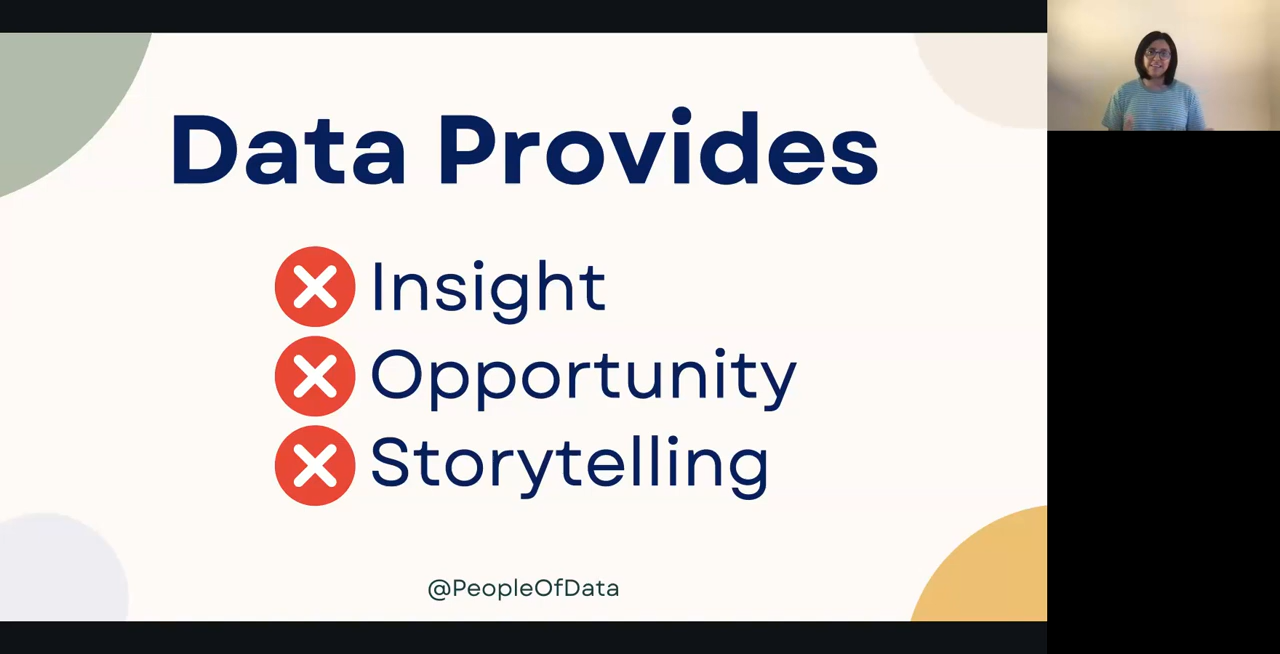 Data Provides
Insight
Opportunity
Storytelling
@PeopleOfData